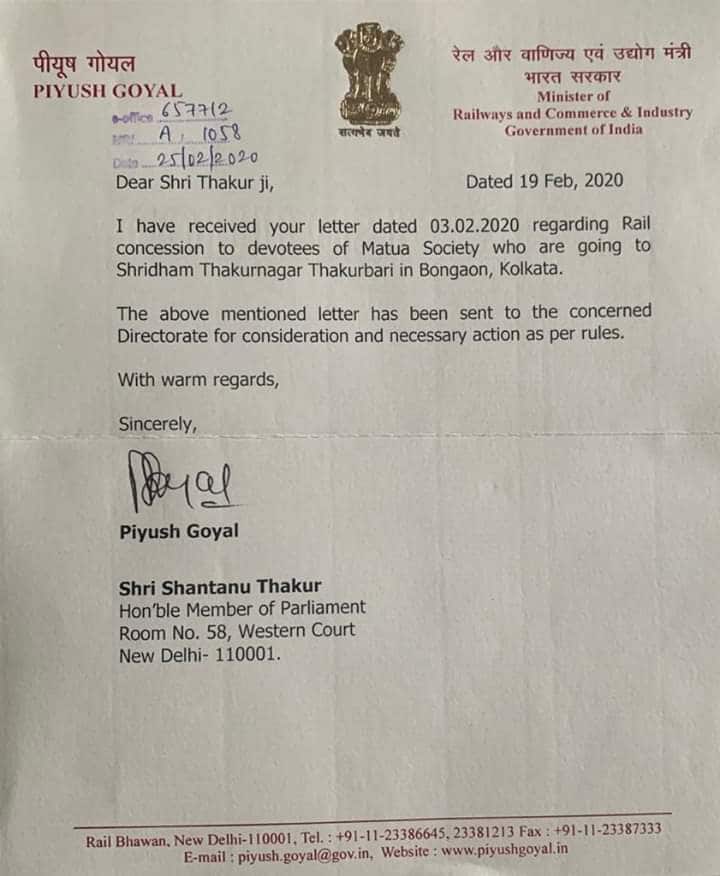 पीयूष गोयल
PIYUSH GOYAL
e-office 657712
A, 1058
Date 25/02/2020
सत्यमेव जयते
रेल और वाणिज्य एवं उद्योग मंत्री
भारत सरकार
Minister of
Railways and Commerce & Industry
Government of India
Dear Shri Thakur ji,
Dated 19 Feb, 2020
I have received your letter dated 03.02.2020 regarding Rail
concession to devotees of Matua Society who are going to
Shridham Thakurnagar Thakurbari in Bongaon, Kolkata.
The above mentioned letter has been sent to the concerned
Directorate for consideration and necessary action as per rules.
With warm regards,
Sincerely,
Piyush Goyal
Shri Shantanu Thakur
Hon'ble Member of Parliament
Room No. 58, Western Court
New Delhi- 110001.
Rail Bhawan, New Delhi-110001, Tel. : +91-11-23386645, 23381213 Fax : +91-11-23387333
E-mail : piyush.goyal@gov.in, Website : www.piyushgoyal.in